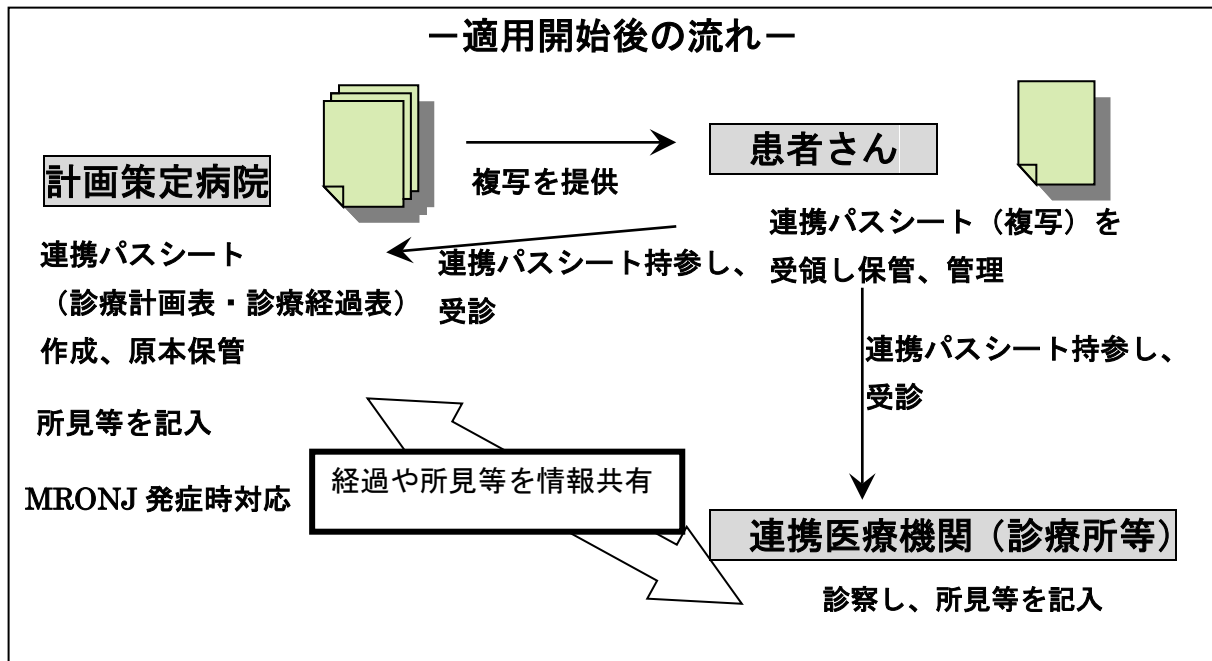 －適用開始後の流れ－
計画策定病院
連携パスシート
（診療計画表・診療経過表）
作成、原本保管
所見等を記入
MRONJ 発症時対応
複写を提供
連携パスシート持参し、
受診
患者さん
連携パスシート（複写）を
受領し保管、管理
連携パスシート持参し、
受診
経過や所見等を情報共有
連携医療機関（診療所等）
診察し、所見等を記入